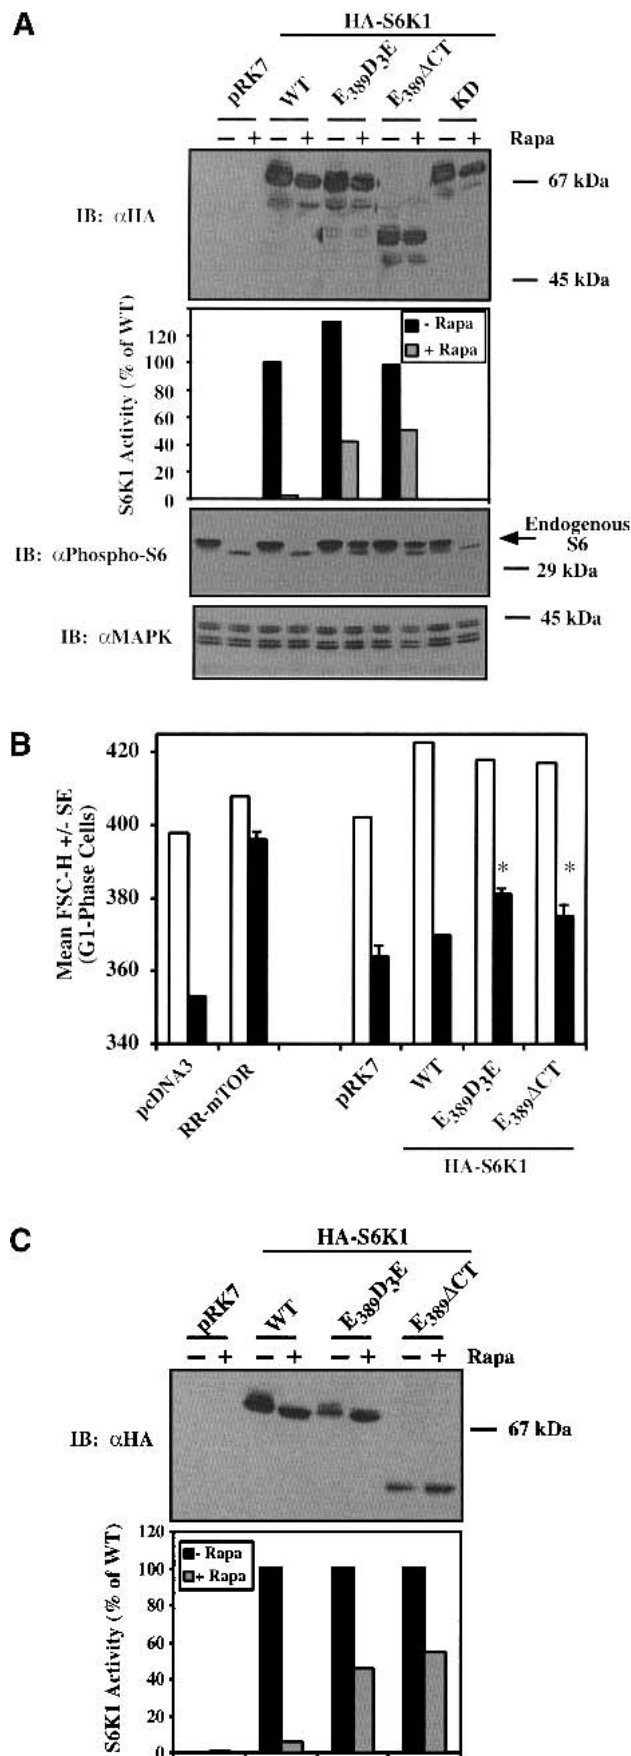 A
HA-S6K1
pRK7
WT
E389D3E
E389ΔCT
KD
– + – + – + – + – + Rapa
IB: αHA
67 kDa
45 kDa
S6K1 Activity (% of WT)
120
100
80
60
40
20
0
- Rapa
+ Rapa
IB: αPhospho-S6
Endogenous
S6
29 kDa
IB: αMAPK
45 kDa
B
Mean FSC-H +/- SE
(G1-Phase Cells)
420
400
380
360
340
* *
pcDNA3
RR-mTOR
pRK7
WT
E389D3E
E389ΔCT
HA-S6K1
C
HA-S6K1
pRK7
WT
E389D3E
E389ΔCT
– + – + – + – + Rapa
IB: αHA
67 kDa
S6K1 Activity (% of WT)
120
100
80
60
40
20
0
- Rapa
+ Rapa